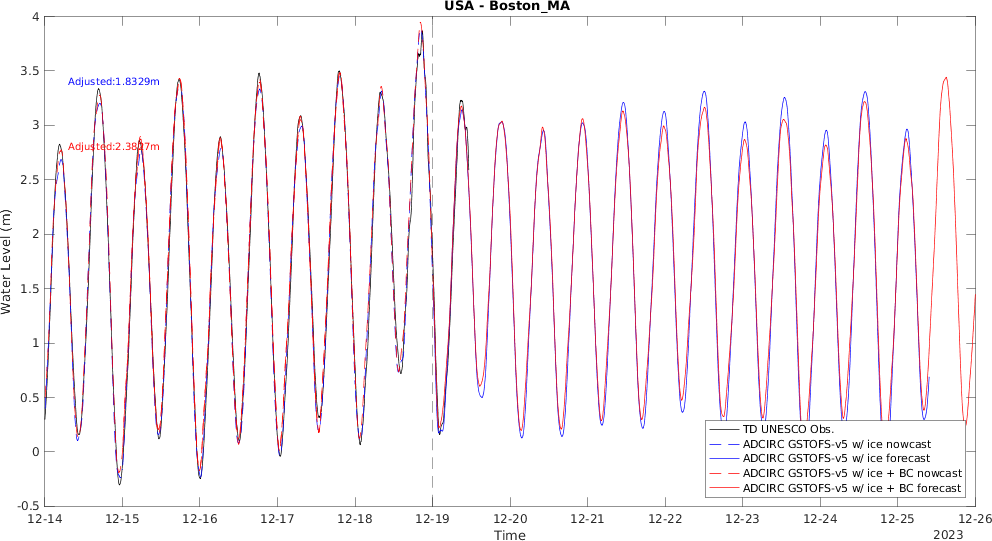 USA - Boston_MA
4
3.5
3
2.5
2
1.5
1
0.5
0
-0.5
Water Level (m)
Adjusted:1.8329m
Adjusted:2.3827m
TD UNESCO Obs.
ADCIRC GSTOFS-v5 w/ ice nowcast
ADCIRC GSTOFS-v5 w/ ice forecast
ADCIRC GSTOFS-v5 w/ ice + BC nowcast
ADCIRC GSTOFS-v5 w/ ice + BC forecast
12-14 12-15 12-16 12-17 12-18 12-19 12-20 12-21 12-22 12-23 12-24 12-25 12-26
Time
2023